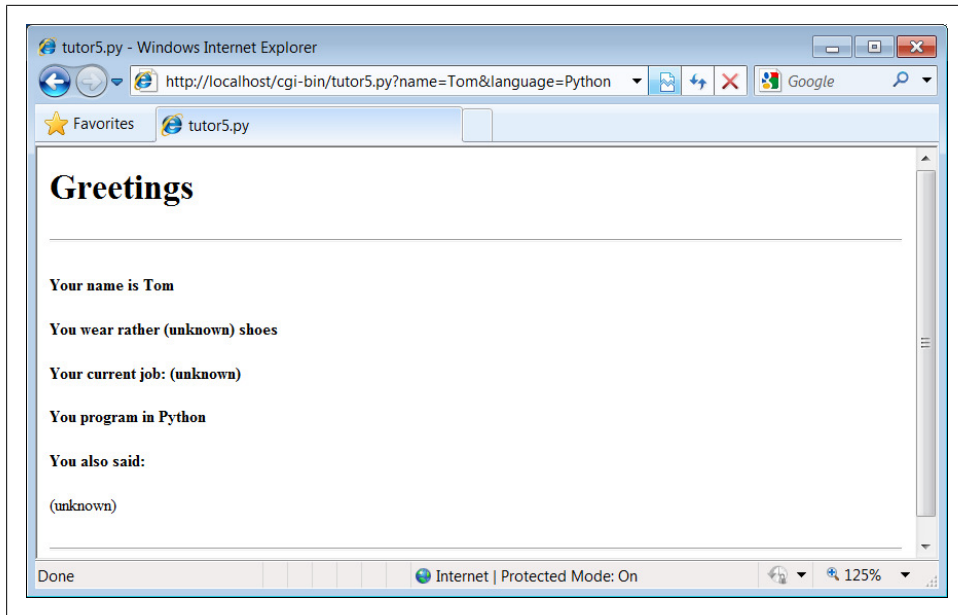 tutor5.py - Windows Internet Explorer
http://localhost/cgi-bin/tutor5.py?name=Tom&language=Python
Google
Favorites
tutor5.py
Greetings
Your name is Tom
You wear rather (unknown) shoes
Your current job: (unknown)
You program in Python
You also said:
(unknown)
Done
Internet | Protected Mode: On
125%